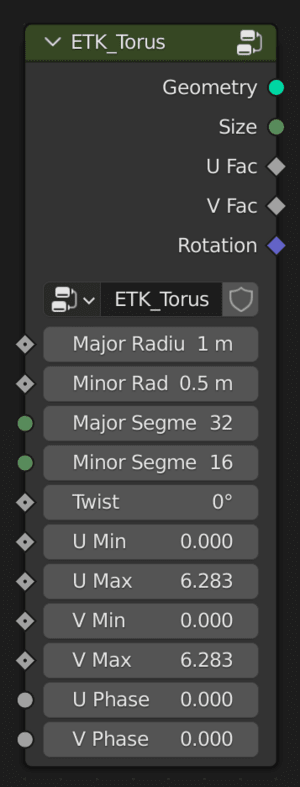 ETK_Torus
Geometry
Size
U Fac
V Fac
Rotation
ETK_Torus
Major Radiu 1 m
Minor Rad 0.5 m
Major Segme 32
Minor Segme 16
Twist 0°
U Min 0.000
U Max 6.283
V Min 0.000
V Max 6.283
U Phase 0.000
V Phase 0.000